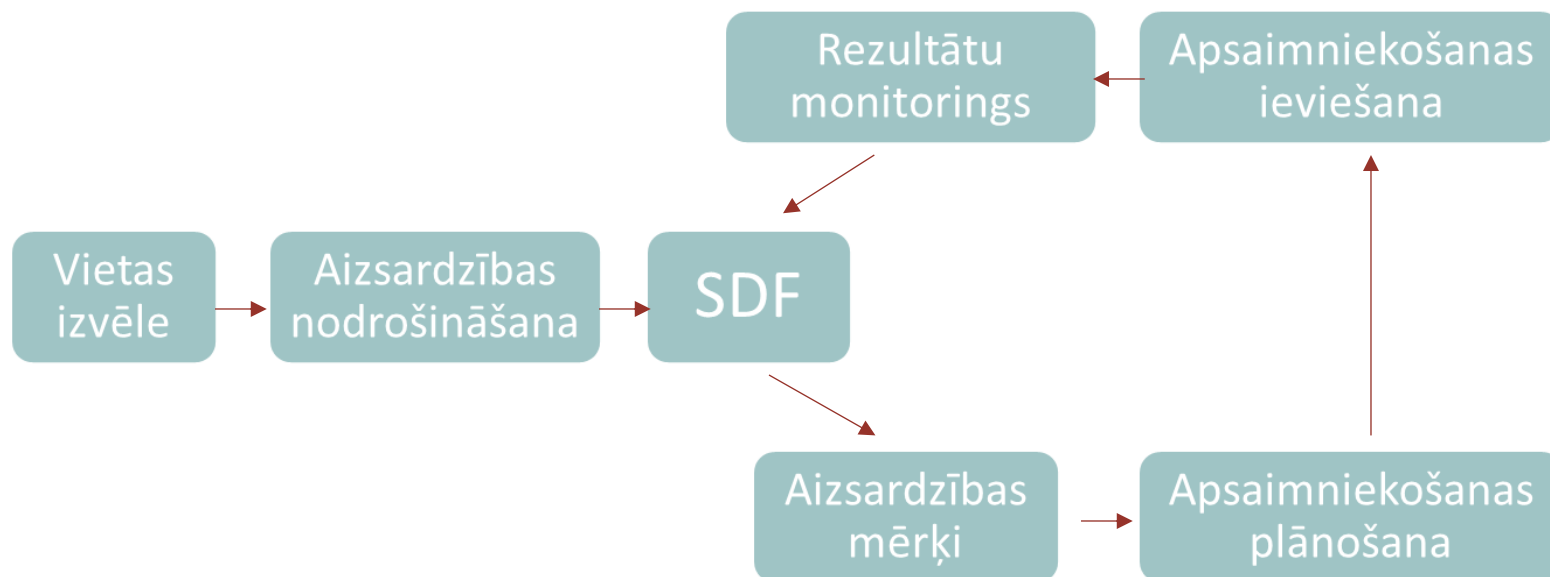 Rezultātu
monitorings
Apsaimniekošanas
ieviešana
Vietas
izvēle
Aizsardzības
nodrošināšana
SDF
Aizsardzības
mērķi
Apsaimniekošanas
plānošana